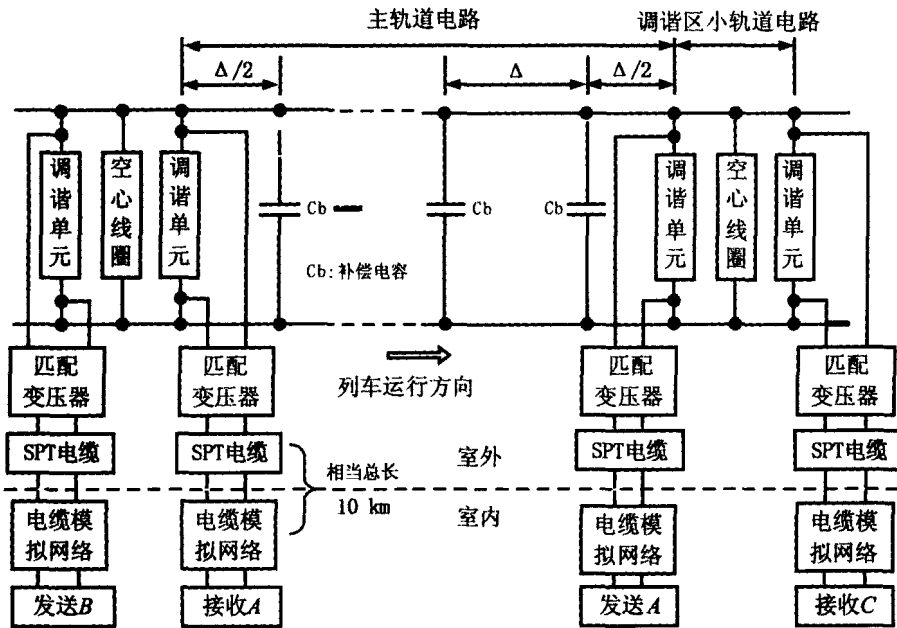 主轨道电路
调谐区小轨道电路
Δ/2
Δ
Δ/2
调谐单元
空心线圈
调谐单元
Cb
Cb
Cb
调谐单元
空心线圈
调谐单元
Cb:补偿电容
匹配
变压器
匹配
变压器
列车运行方向
匹配
变压器
匹配
变压器
SPT电缆
SPT电缆
相当总长
10 km
室外
SPT电缆
SPT电缆
室内
电缆模
拟网络
电缆模
拟网络
电缆模
拟网络
电缆模
拟网络
发送B
接收A
发送A
接收C